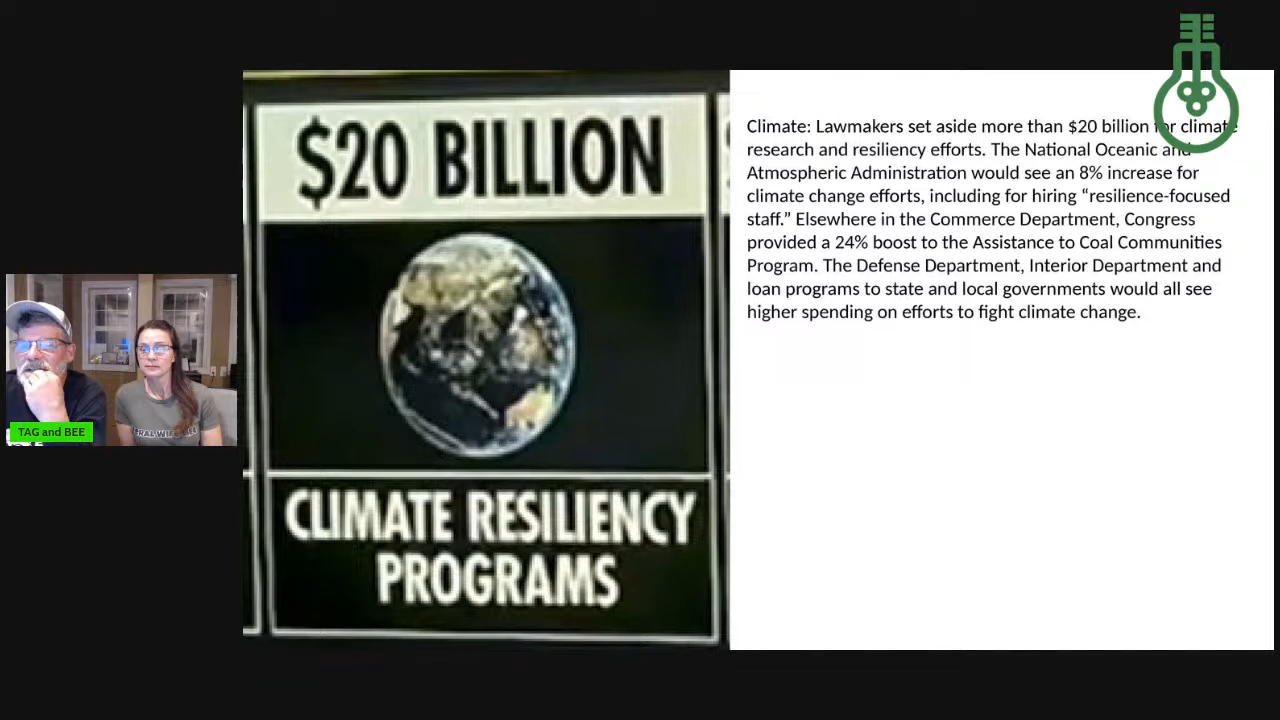 $20 BILLION
CLIMATE RESILIENCY
PROGRAMS
Climate: Lawmakers set aside more than $20 billion for climate
research and resiliency efforts. The National Oceanic and
Atmospheric Administration would see an 8% increase for
climate change efforts, including for hiring “resilience-focused
staff.” Elsewhere in the Commerce Department, Congress
provided a 24% boost to the Assistance to Coal Communities
Program. The Defense Department, Interior Department and
loan programs to state and local governments would all see
higher spending on efforts to fight climate change.
TAG and BEE